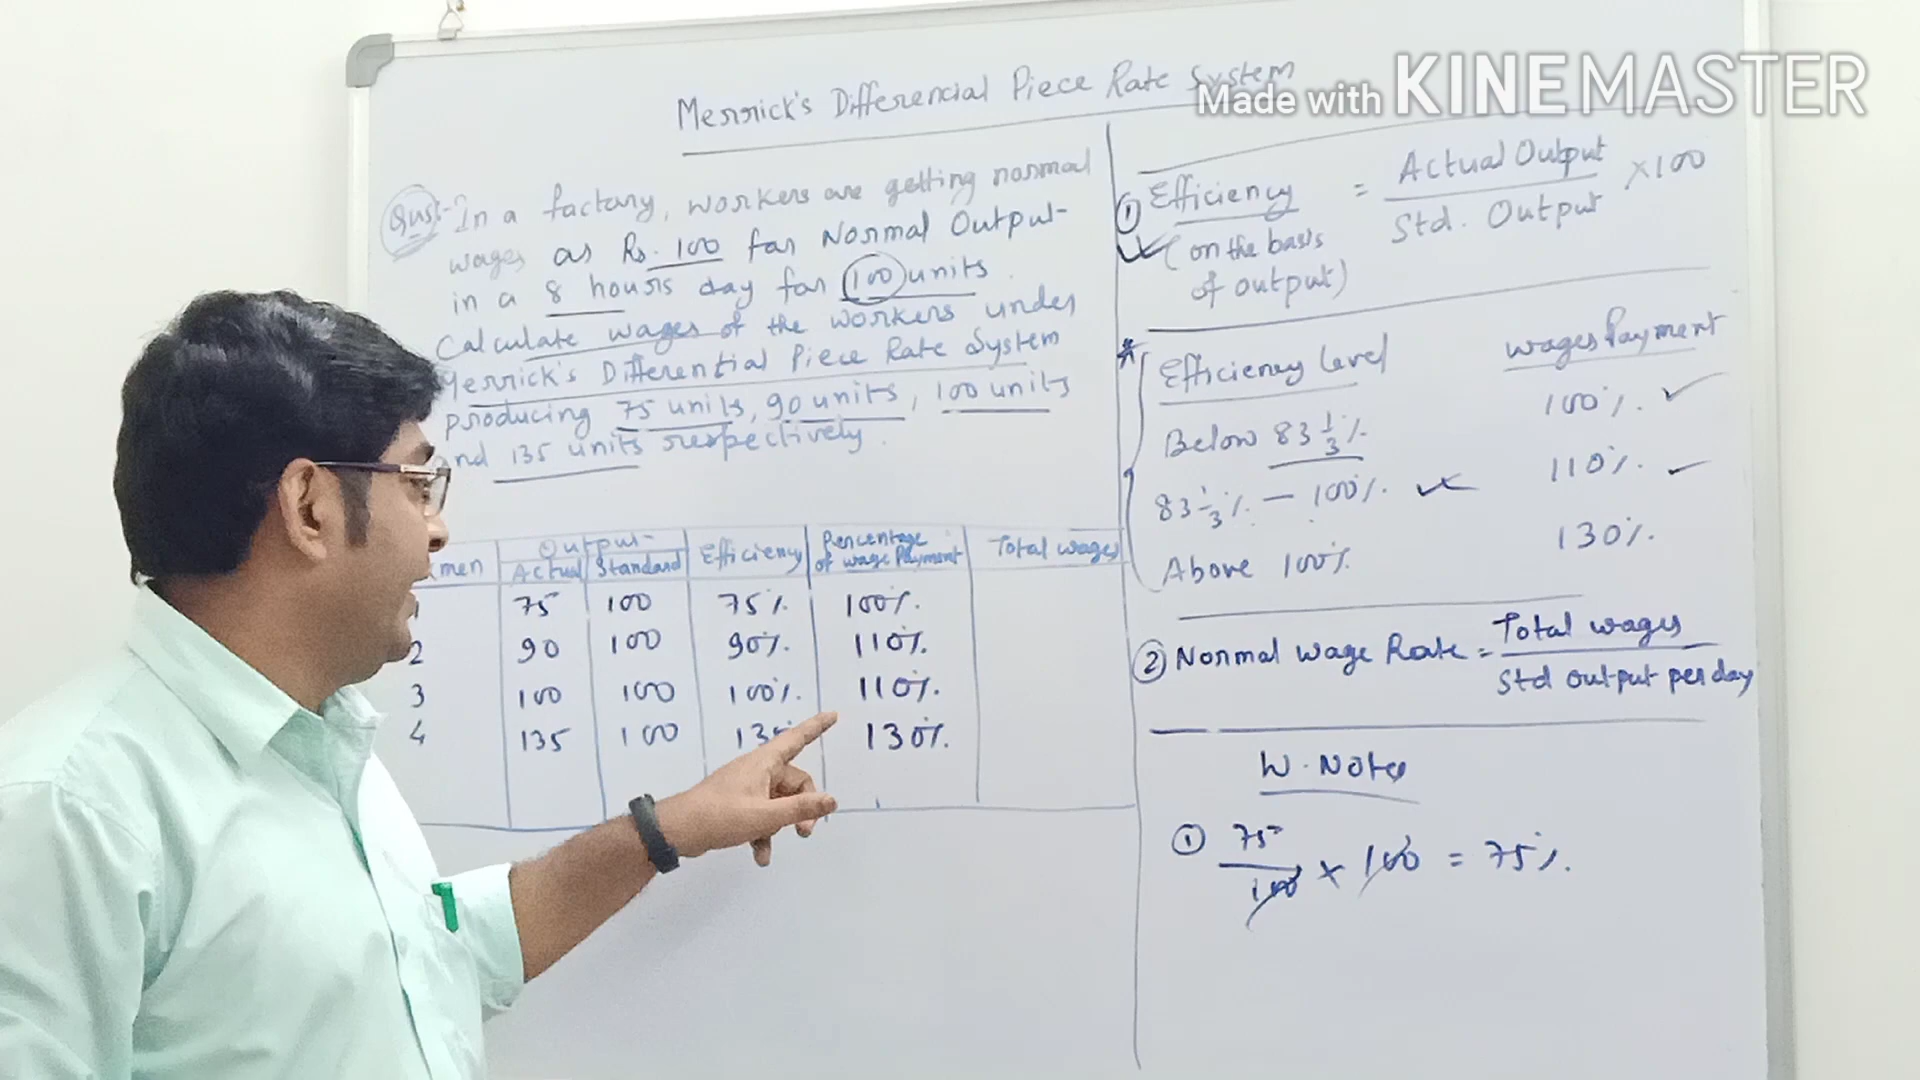 Made with KINEMASTER
Merrick's Differencial Piece Rate System
Qus:- In a factory, workers are getting normal
wages as Rs. 100 for Normal Output-
in a 8 hours day for 100 units.
Calculate wages of the workers under
Merrick's Differential Piece Rate System
producing 75 units, 90 units, 100 units
and 135 units respectively.
men Output- Efficiency Percentage of wage Payment Total wages
Actual Standard
1 75 100 75% 100%
2 90 100 90% 110%
3 100 100 100% 110%
4 135 100 130%
① Efficiency = Actual Output / Std. Output × 100
(on the basis
of output)
* Efficiency level Wages Payment
Below 83 1/3 % 100%
83 1/3 % — 100% 110%
Above 100% 130%
② Normal Wage Rate = Total wages / Std output per day
W. Notes
① 75 / 100 × 100 = 75%.